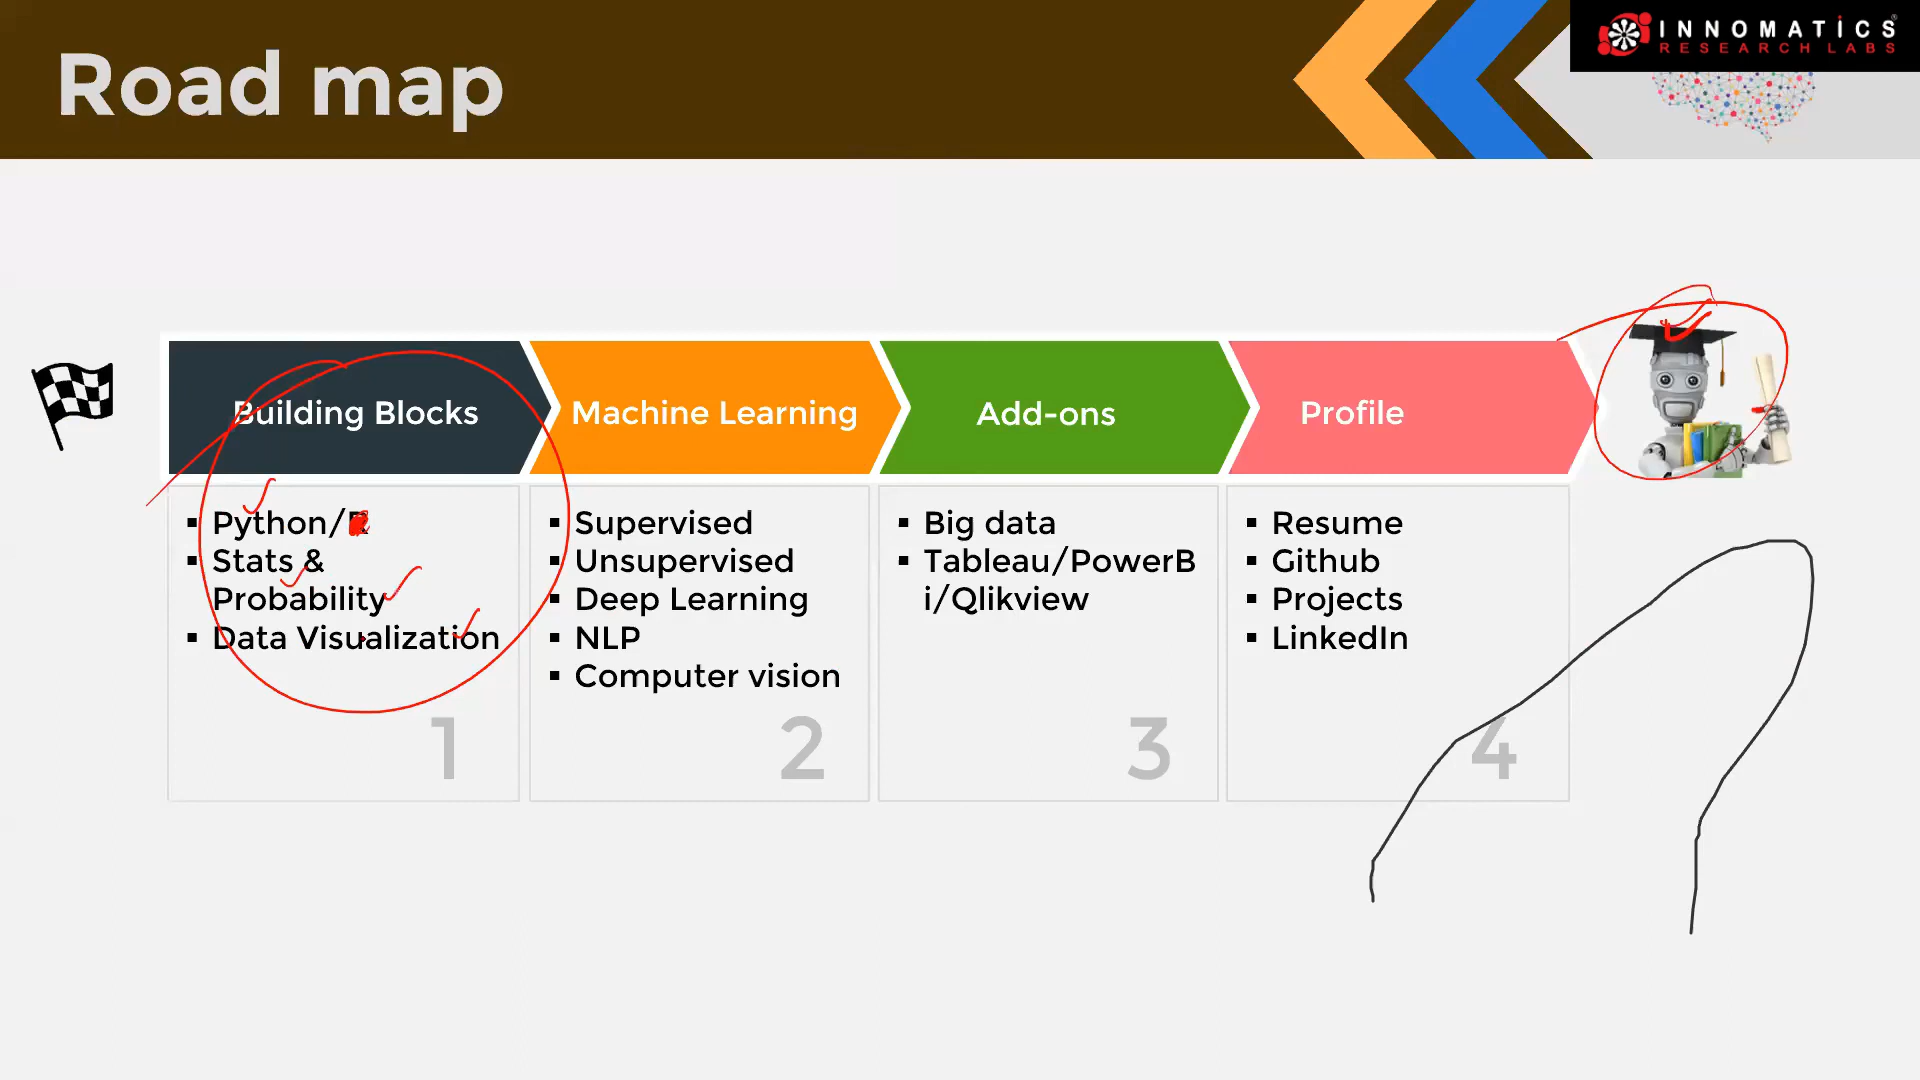 INNOMATICS
RESEARCH LABS
Road map
Building Blocks
Machine Learning
Add-ons
Profile
Python/R
Stats &
Probability
Data Visualization
1
Supervised
Unsupervised
Deep Learning
NLP
Computer vision
2
Big data
Tableau/PowerB
i/Qlikview
3
Resume
Github
Projects
LinkedIn
4